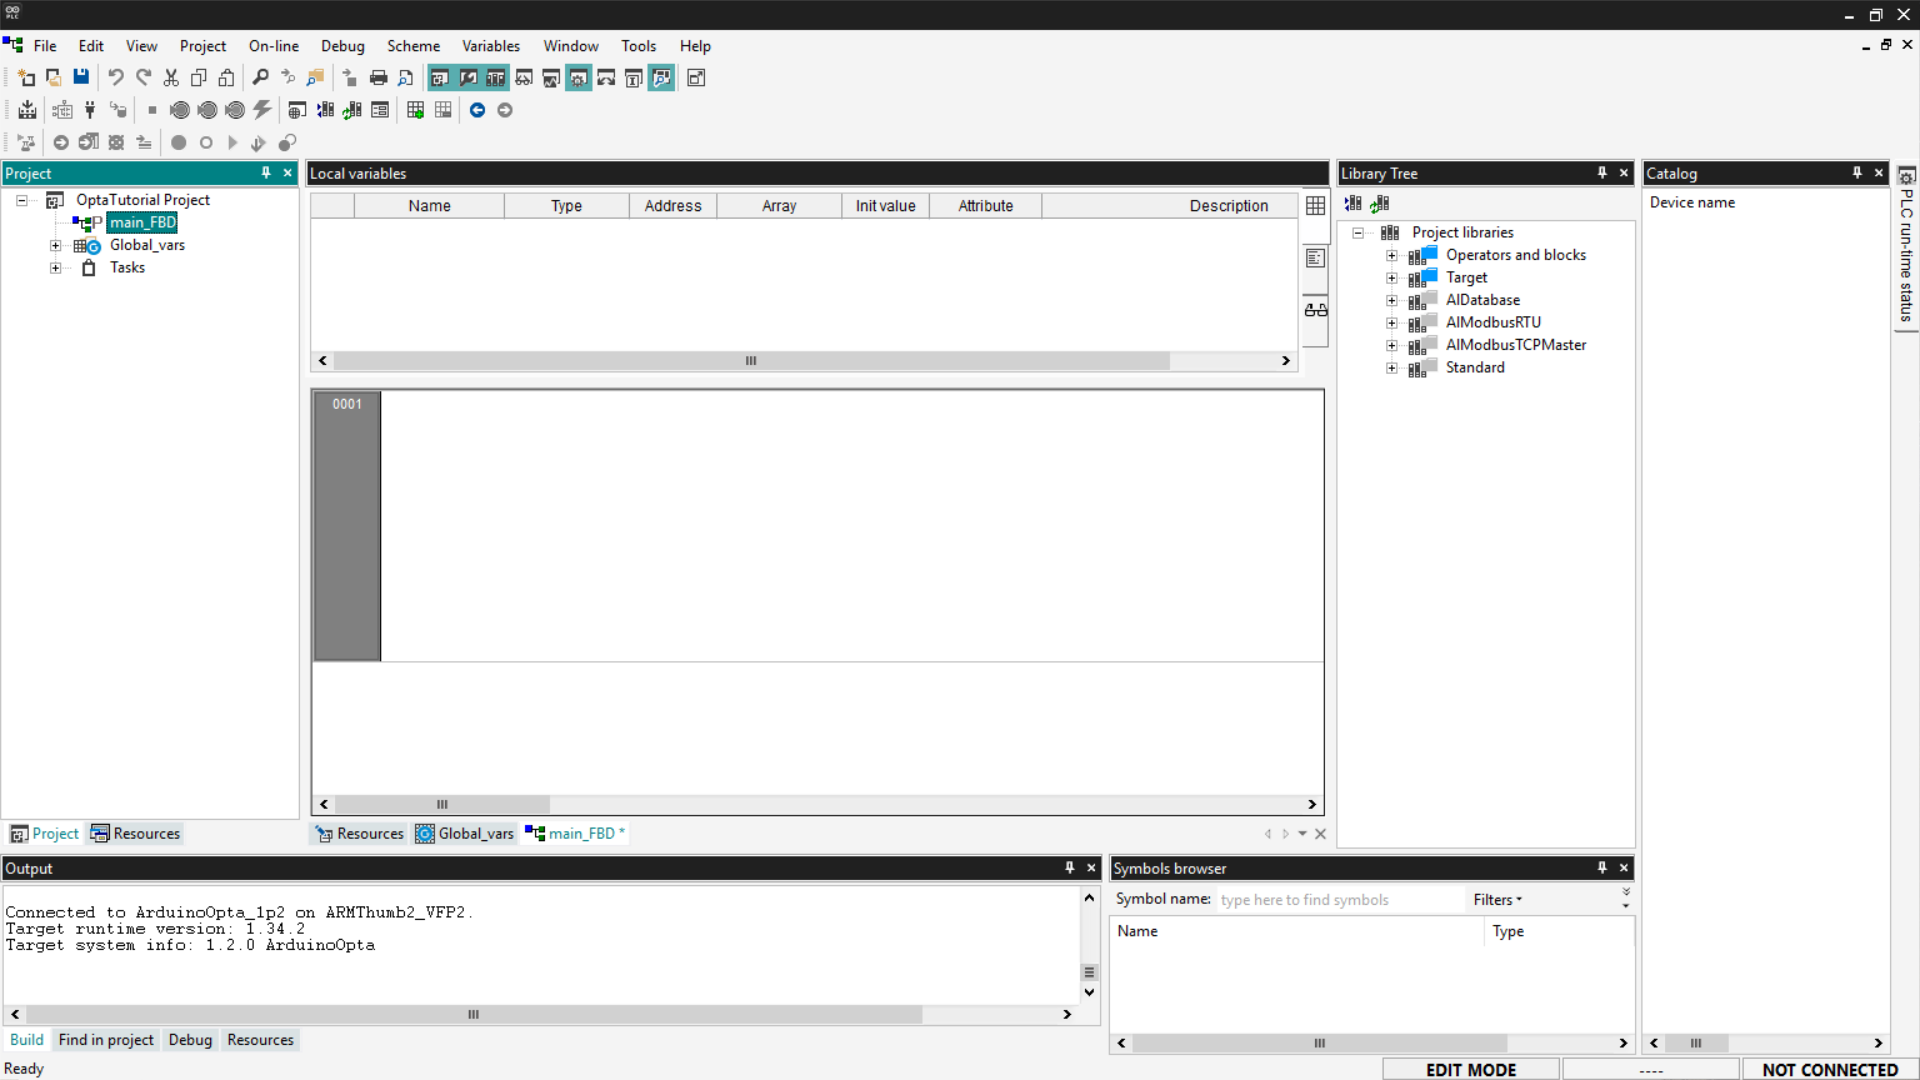 PLC
File Edit View Project On-line Debug Scheme Variables Window Tools Help
Project
OptaTutorial Project
main_FBD
Global_vars
Tasks
Project Resources
Local variables
Name Type Address Array Init value Attribute Description
0001
Resources Global_vars main_FBD *
Library Tree
Project libraries
Operators and blocks
Target
AlDatabase
AlModbusRTU
AlModbusTCPMaster
Standard
Catalog
Device name
PLC run-time status
Output
Connected to ArduinoOpta_1p2 on ARMThumb2_VFP2.
Target runtime version: 1.34.2
Target system info: 1.2.0 ArduinoOpta
Build Find in project Debug Resources
Symbols browser
Symbol name: type here to find symbols Filters
Name Type
Ready
EDIT MODE ---- NOT CONNECTED